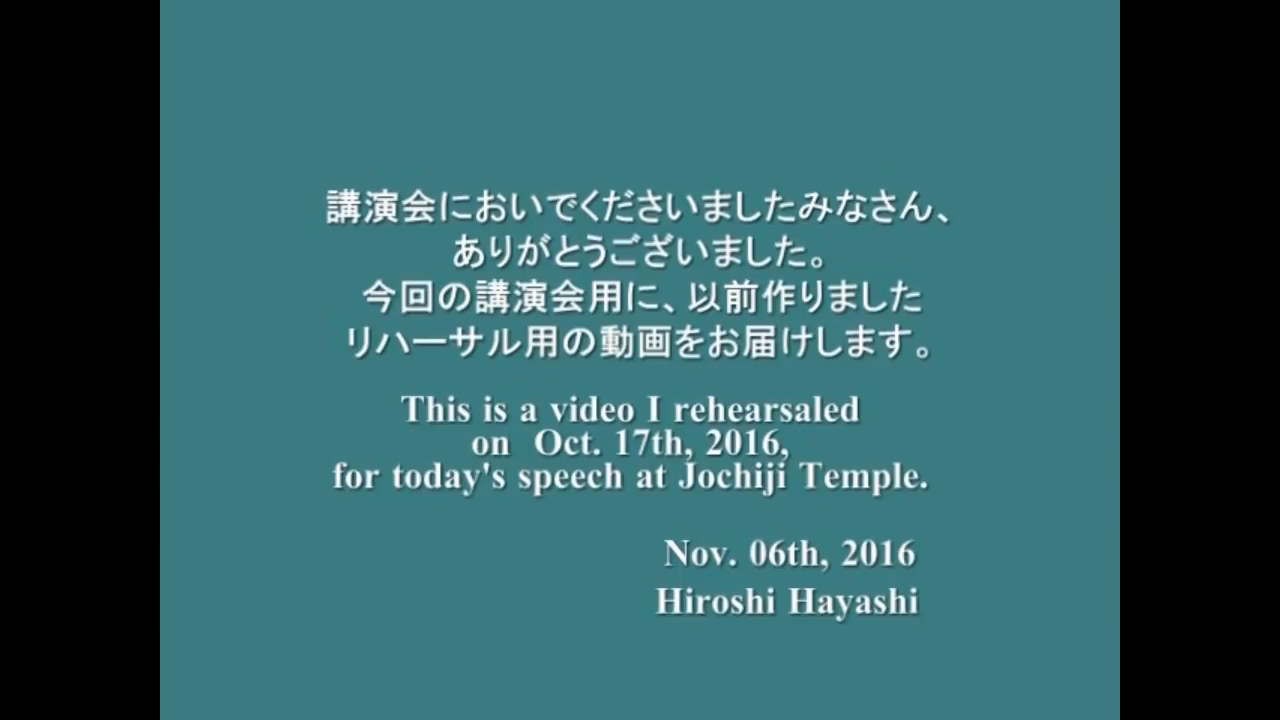 講演会においでくださいましたみなさん、
ありがとうございました。
今回の講演会用に、以前作りました
リハーサル用の動画をお届けします。
This is a video I rehearsaled
on Oct. 17th, 2016,
for today's speech at Jochiji Temple.
Nov. 06th, 2016
Hiroshi Hayashi